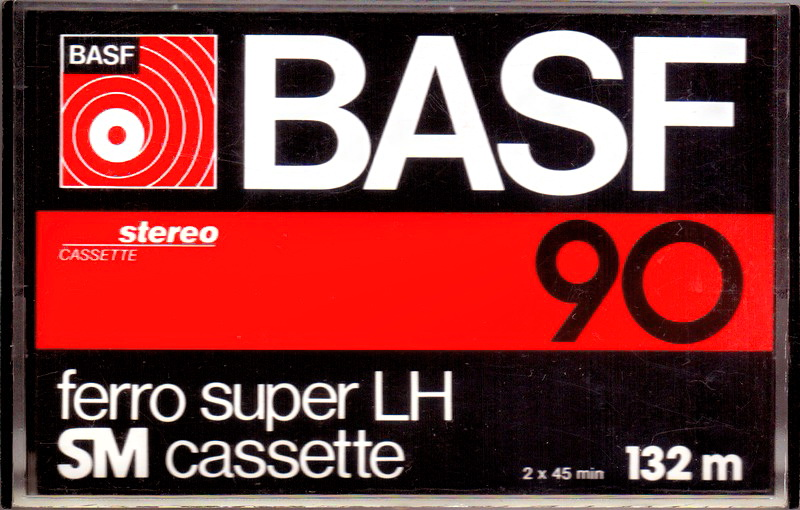 BASF
BASF
stereo
CASSETTE
90
ferro super LH
SM cassette
2 x 45 min 132 m